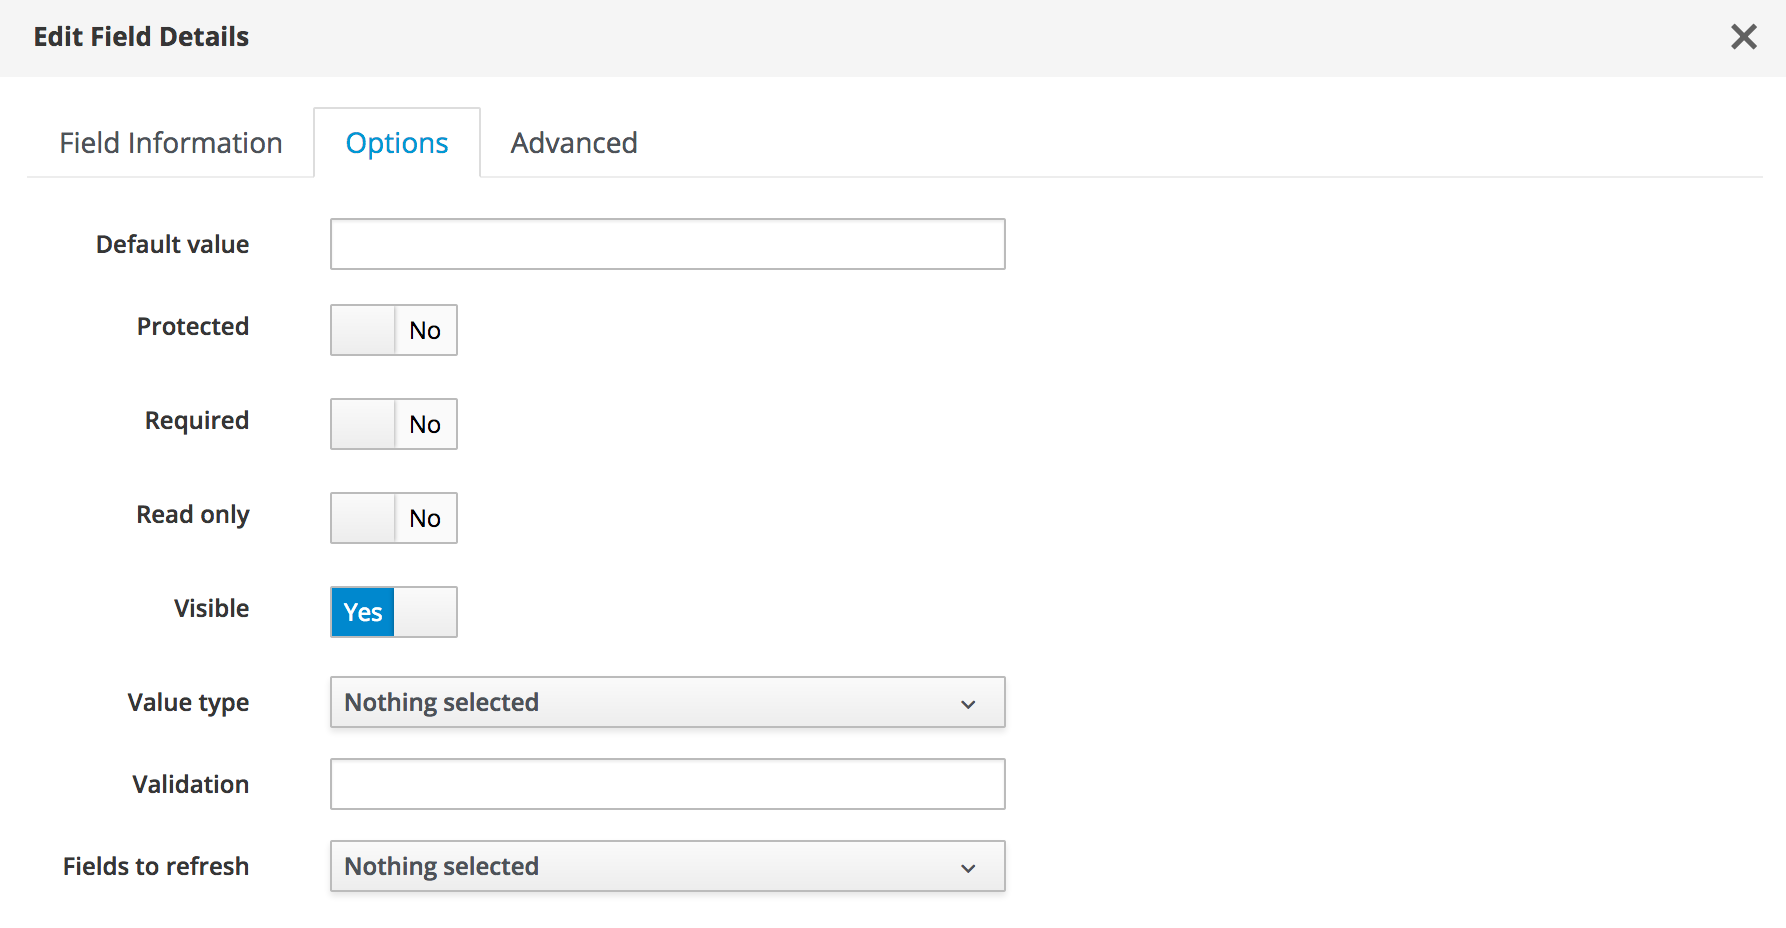 Edit Field Details
Field Information Options Advanced
Default value
Protected No
Required No
Read only No
Visible Yes
Value type Nothing selected
Validation
Fields to refresh Nothing selected